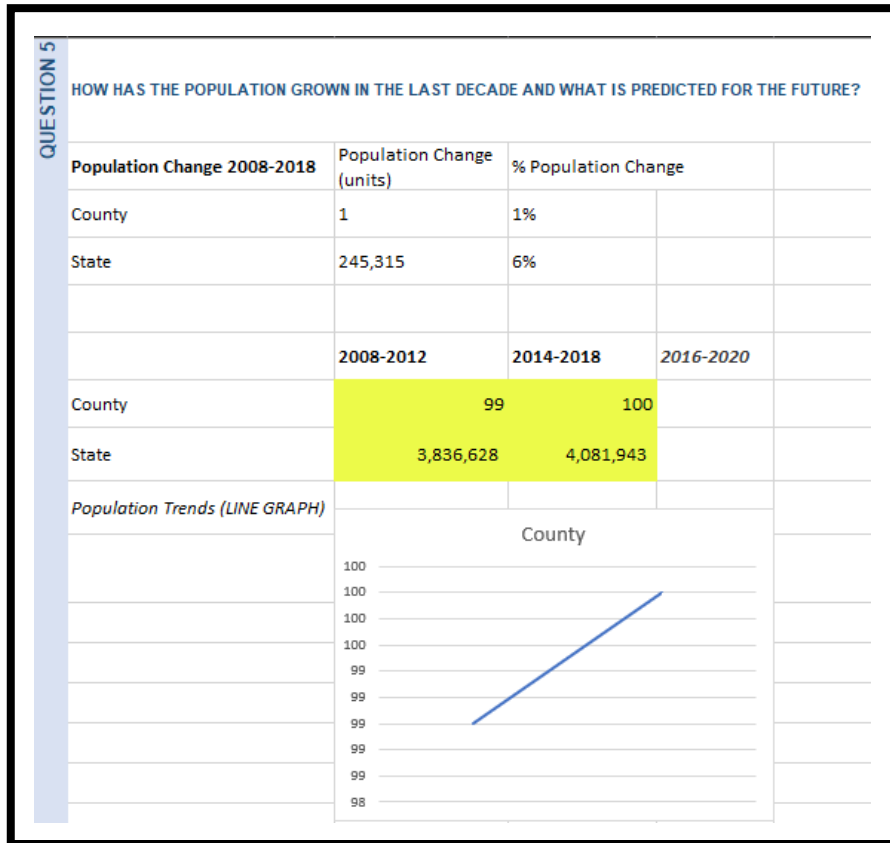 QUESTION 5
HOW HAS THE POPULATION GROWN IN THE LAST DECADE AND WHAT IS PREDICTED FOR THE FUTURE?
Population Change 2008-2018 Population Change (units) % Population Change
County 1 1%
State 245,315 6%
2008-2012 2014-2018 2016-2020
County 99 100
State 3,836,628 4,081,943
Population Trends (LINE GRAPH)
County
100
100
100
100
99
99
99
99
99
98